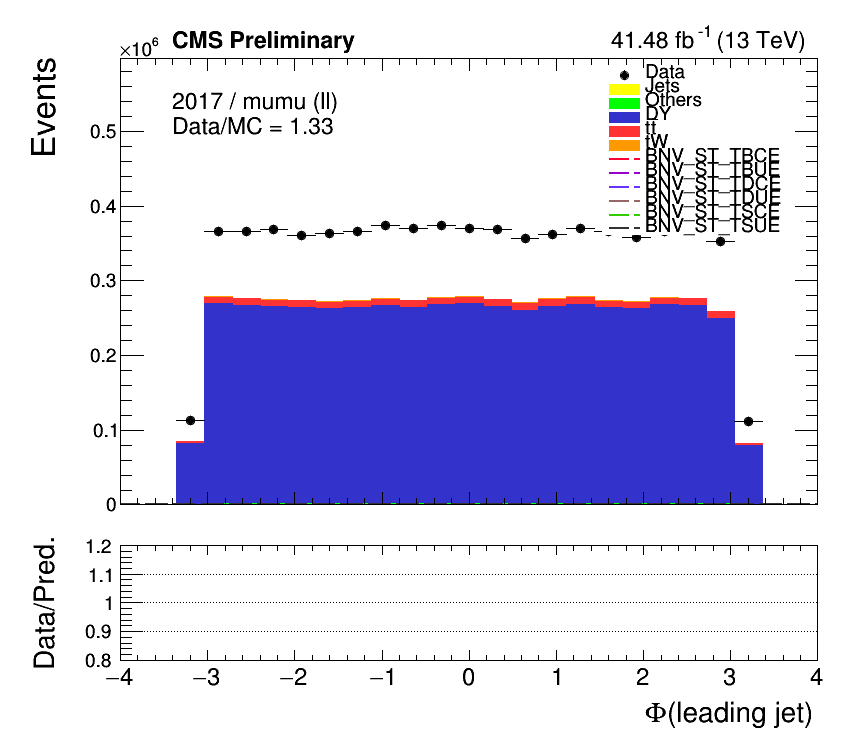 ×10⁶ CMS Preliminary 41.48 fb⁻¹ (13 TeV)
Events
2017 / mumu (ll)
Data/MC = 1.33
Data
Jets
Others
DY
tt
tW
BNV_ST_TBCE
BNV_ST_TBUE
BNV_ST_TDCE
BNV_ST_TDUE
BNV_ST_TSCE
BNV_ST_TSUE
0.5
0.4
0.3
0.2
0.1
0
Data/Pred.
1.2
1.1
1
0.9
0.8
−4 −3 −2 −1 0 1 2 3 4
Φ(leading jet)